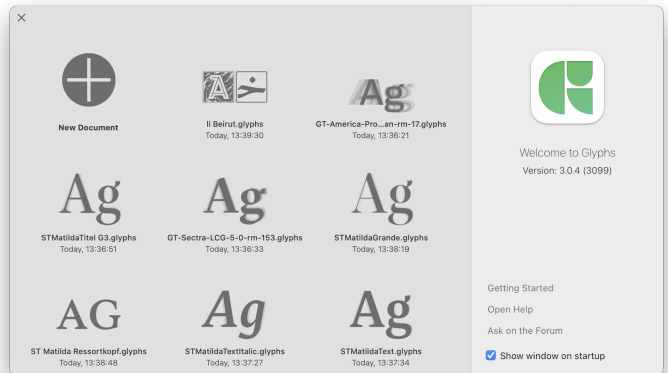 New Document
Ii Beirut.glyphs
Today, 13:39:30
Ag
GT-America-Pro...an-rm-17.glyphs
Today, 13:36:21
Ag
STMatildaTitel G3.glyphs
Today, 13:36:51
Ag
GT-Sectra-LCG-5-0-rm-153.glyphs
Today, 13:36:33
Ag
STMatildaGrande.glyphs
Today, 13:38:19
AG
ST Matilda Ressortkopf.glyphs
Today, 13:38:48
Ag
STMatildaTextItalic.glyphs
Today, 13:37:27
Ag
STMatildaText.glyphs
Today, 13:37:34
Welcome to Glyphs
Version: 3.0.4 (3099)
Getting Started
Open Help
Ask on the Forum
Show window on startup